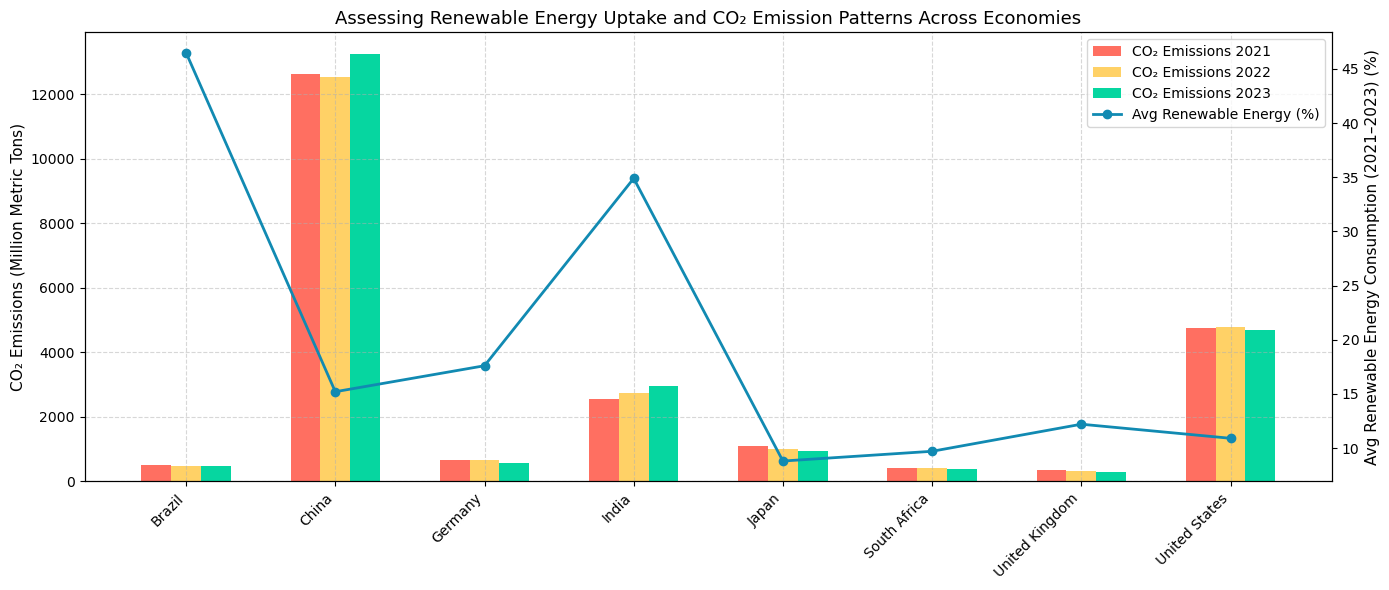 Assessing Renewable Energy Uptake and CO₂ Emission Patterns Across Economies
CO₂ Emissions (Million Metric Tons)
12000
10000
8000
6000
4000
2000
0
CO₂ Emissions 2021
CO₂ Emissions 2022
CO₂ Emissions 2023
Avg Renewable Energy (%)
45
40
35
30
25
20
15
10
Avg Renewable Energy Consumption (2021–2023) (%)
Brazil
China
Germany
India
Japan
South Africa
United Kingdom
United States